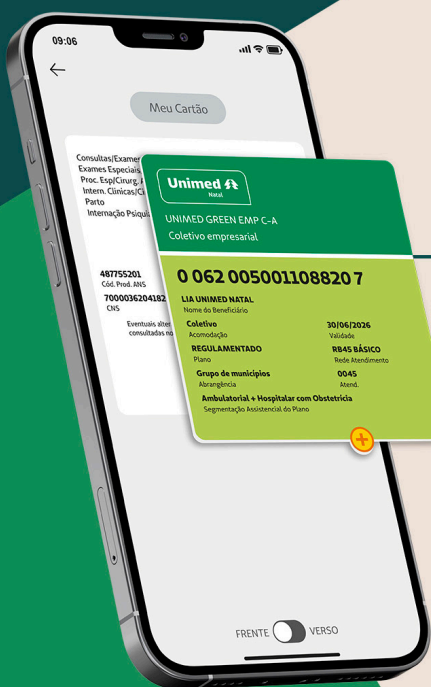 09:06
Meu Cartão
Consultas/Exames
Exames Especiais
Proc. Esp/Cirurg.
Intern. Clínicas/
Parto
Internação
487755201
Cód. Prod. ANS
7000036204182
CNS
Eventuais
consultadas no
Unimed
Natal
UNIMED GREEN EMP C-A
Coletivo empresarial
0 062 005001108820 7
LIA UNIMED NATAL
Nome do Beneficiário
Coletivo
Acomodação
30/06/2026
Validade
REGULAMENTADO
Plano
RB45 BÁSICO
Rede Atendimento
Grupo de municípios
Abrangência
0045
Atend.
Ambulatorial + Hospitalar com Obstetrícia
Segmentação Assistencial do Plano
FRENTE
VERSO